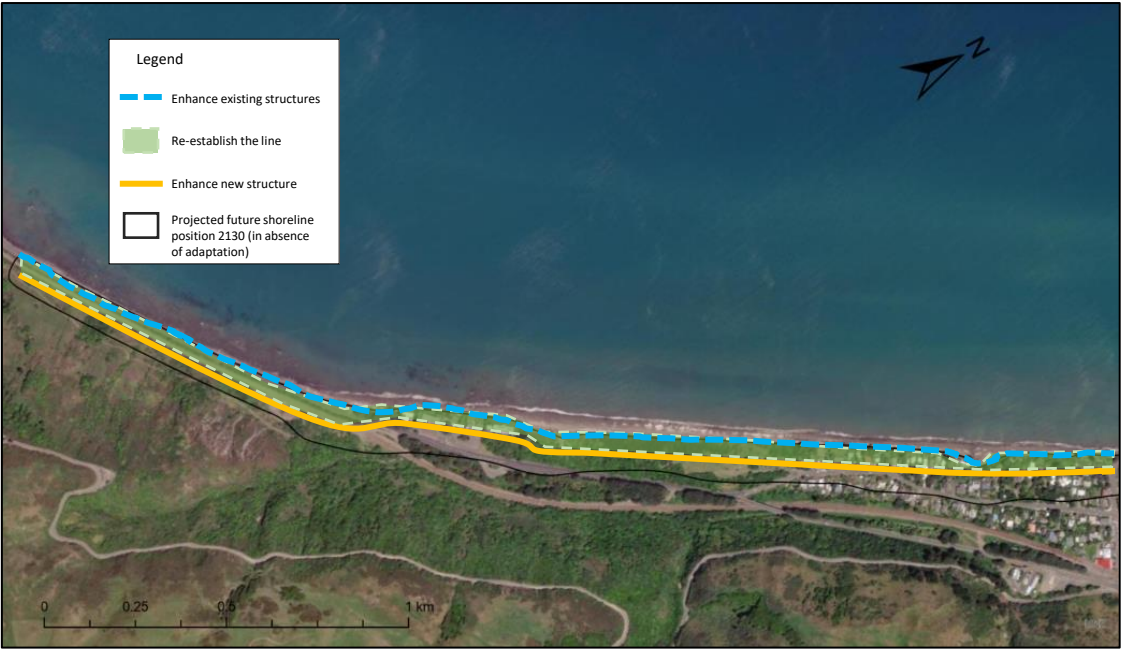 N
Legend
Enhance existing structures
Re-establish the line
Enhance new structure
Projected future shoreline
position 2130 (in absence
of adaptation)
0 0.25 0.5 1 km